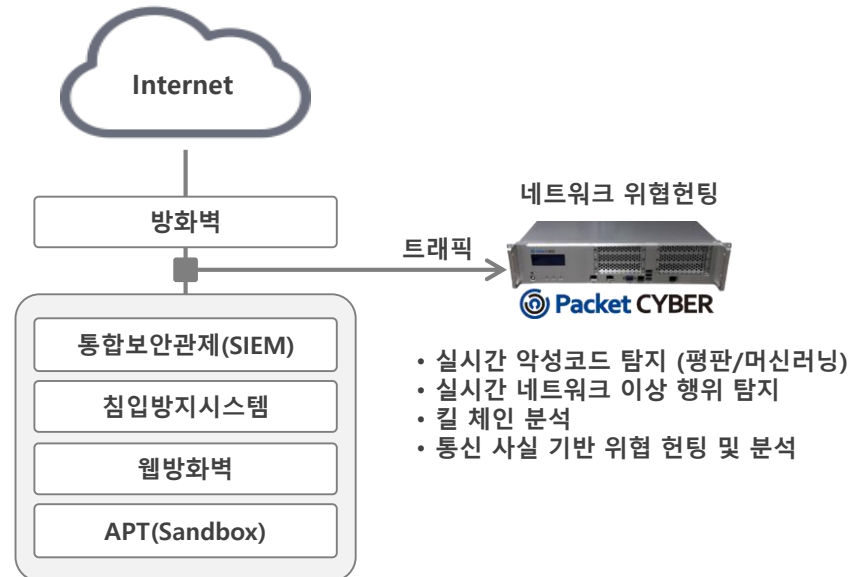 Internet
방화벽
트래픽
네트워크 위협헌팅
Packet CYBER
통합보안관제(SIEM)
침입방지시스템
웹방화벽
APT(Sandbox)
• 실시간 악성코드 탐지 (평판/머신러닝)
• 실시간 네트워크 이상 행위 탐지
• 킬 체인 분석
• 통신 사실 기반 위협 헌팅 및 분석